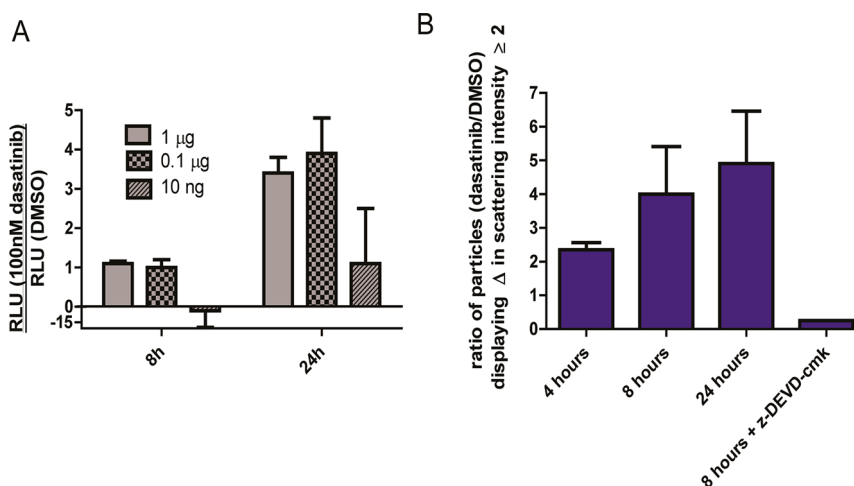 A
RLU (100nM dasatinib)
RLU (DMSO)
5
4
3
2
1
0
-15
1 µg
0.1 µg
10 ng
8h
24h
B
ratio of particles (dasatinib/DMSO)
displaying Δ in scattering intensity ≥ 2
7
6
5
4
3
2
1
0
4 hours
8 hours
24 hours
8 hours + z-DEVD-cmk